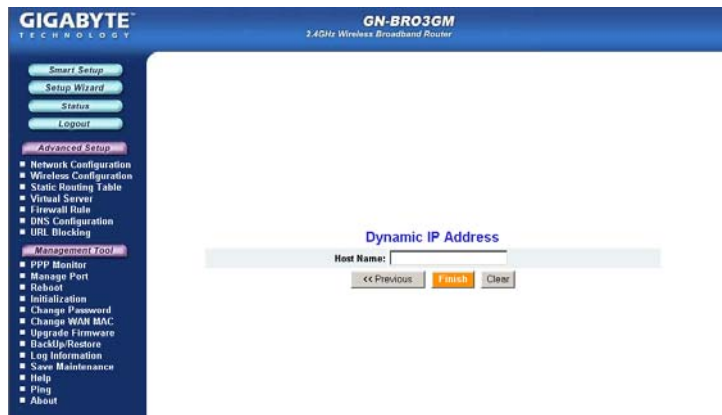 GIGABYTE™
TECHNOLOGY
GN-BR03GM
2.4GHz Wireless Broadband Router
Smart Setup
Setup Wizard
Status
Logout
Advanced Setup
Network Configuration
Wireless Configuration
Static Routing Table
Virtual Server
Firewall Rule
DNS Configuration
URL Blocking
Management Tool
PPP Monitor
Manage Port
Reboot
Initialization
Change Password
Change WAN MAC
Upgrade Firmware
BackUp/Restore
Log Information
Save Maintenance
Help
Ping
About
Dynamic IP Address
Host Name:
<< Previous Finish Clear